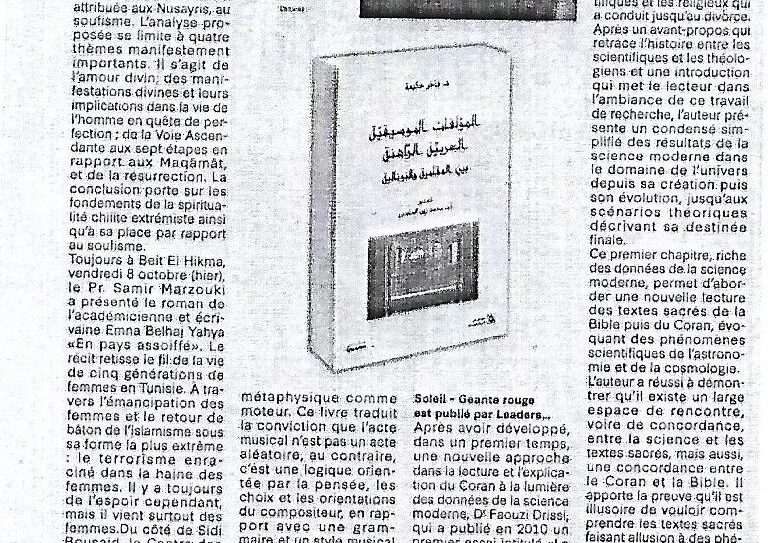 attribuée aux Nusayris, au
soufisme. L'analyse pro-
posée se limite à quatre
thèmes manifestement
importants. Il s'agit de
l'amour divin; des mani-
festations divines et leurs
implications dans la vie de
l'homme en quête de per-
fection; de la Voie Ascen-
dante aux sept étapes en
rapport aux Maqâmât,
et de la résurrection. La
conclusion porte sur les
fondements de la spiritua-
lité chiite extrémiste ainsi
qu'à sa place par rapport
au soufisme.
Toujours à Beit El Hikma,
vendredi 8 octobre (hier),
le Pr. Samir Marzouki
a présenté le roman de
l'académicienne et écri-
vaine Emna Belhaj Yahya
«En pays assoiffé». Le
récit retisse le fil de la vie
de cinq générations de
femmes en Tunisie. À tra-
vers l'émancipation des
femmes et le retour de
bâton de l'islamisme sous
sa forme la plus extrême
: le terrorisme enra-
ciné dans la haine des
femmes. Il y a toujours
de l'espoir cependant,
mais il vient surtout des
femmes.Du côté de Sidi
المؤلفات الموسيقية
العربية الراهنة
بين المقامية والتونالية
métaphysique comme
moteur. Ce livre traduit
la conviction que l'acte
musical n'est pas un acte
aléatoire, au contraire,
c'est une logique orien-
tée par la pensée, les
choix et les orientations
du compositeur, en rap-
port avec une gram-
maire et un style musical
Soleil - Géante rouge
est publié par Leaders...
Après avoir développé,
dans un premier temps,
une nouvelle approche
dans la lecture et l'explica-
tion du Coran à la lumière
des données de la science
moderne, Dr Faouzi Drissi,
qui a publié en 2010 un
premier essai intitulé
tifiques et les religieux qui
a conduit jusqu'au divorce.
Après un avant-propos qui
retrace l'histoire entre les
scientifiques et les théolo-
giens et une introduction
qui met le lecteur dans
l'ambiance de ce travail
de recherche, l'auteur pré-
sente un condensé sim-
plifié des résultats de la
science moderne dans
le domaine de l'univers
depuis sa création puis
son évolution, jusqu'aux
scénarios théoriques
décrivant sa destinée
finale.
Ce premier chapitre, riche
des données de la science
moderne, permet d'abor-
der une nouvelle lecture
des textes sacrés de la
Bible puis du Coran, évo-
quant des phénomènes
scientifiques de l'astrono-
mie et de la cosmologie.
L'auteur a réussi à démon-
trer qu'il existe un large
espace de rencontre,
voire de concordance,
entre la science et les
textes sacrés, mais aussi,
une concordance entre
le Coran et la Bible. Il
apporte la preuve qu'il est
illusoire de vouloir com-
prendre les textes sacrés
faisant allusion à des phé-